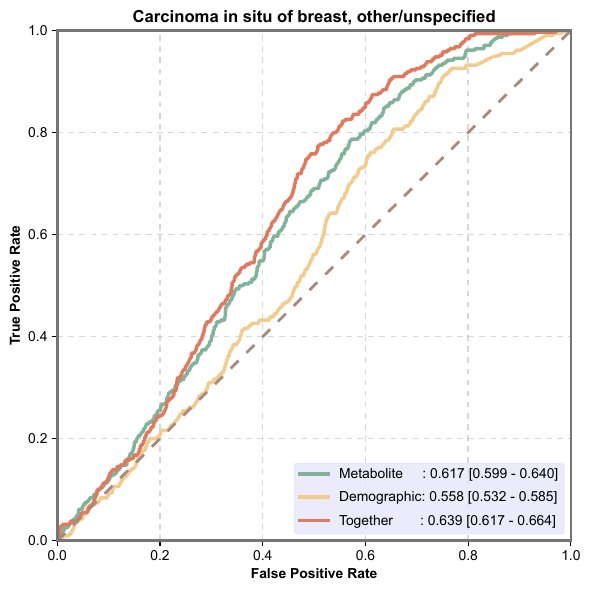 Carcinoma in situ of breast, other/unspecified
True Positive Rate
1.0
0.8
0.6
0.4
0.2
0.0
Metabolite : 0.617 [0.599 - 0.640]
Demographic: 0.558 [0.532 - 0.585]
Together : 0.639 [0.617 - 0.664]
0.0 0.2 0.4 0.6 0.8 1.0
False Positive Rate